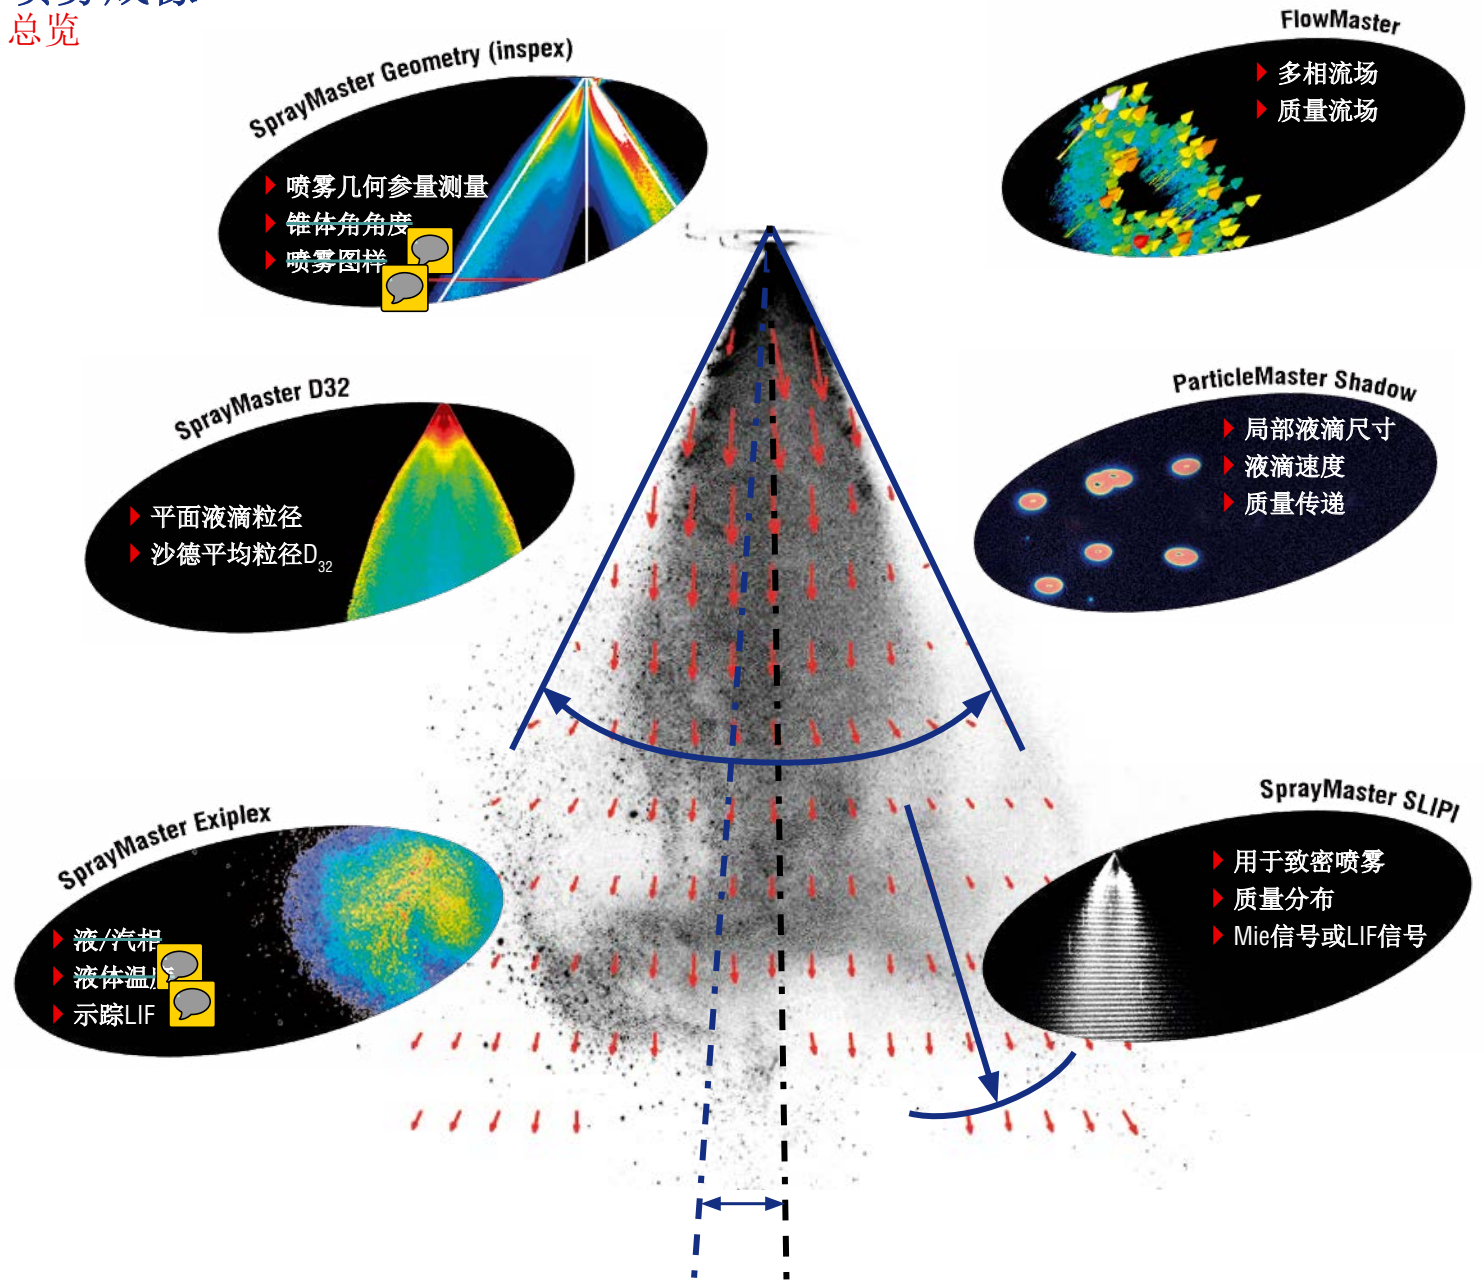 总览
SprayMaster Geometry (inspex)
喷雾几何参量测量
锥体角角度
喷雾图样
FlowMaster
多相流场
质量流场
SprayMaster D32
平面液滴粒径
沙德平均粒径D32
ParticleMaster Shadow
局部液滴尺寸
液滴速度
质量传递
SprayMaster Exiplex
液/汽相
液体温
示踪LIF
SprayMaster SLIPI
用于致密喷雾
质量分布
Mie信号或LIF信号